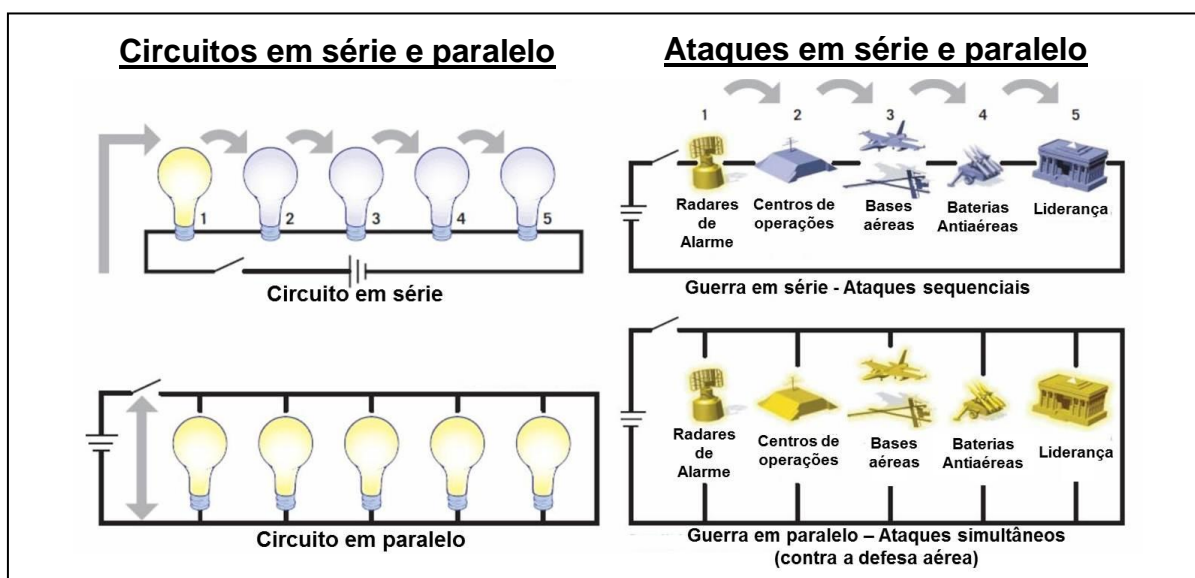 Circuitos em série e paralelo
1 2 3 4 5
Circuito em série
Circuito em paralelo
Ataques em série e paralelo
1 2 3 4 5
Radares
de
Alarme
Centros de
operações
Bases
aéreas
Baterias
Antiaéreas
Liderança
Guerra em série - Ataques sequenciais
Radares
de
Alarme
Centros de
operações
Bases
aéreas
Baterias
Antiaéreas
Liderança
Guerra em paralelo – Ataques simultâneos
(contra a defesa aérea)